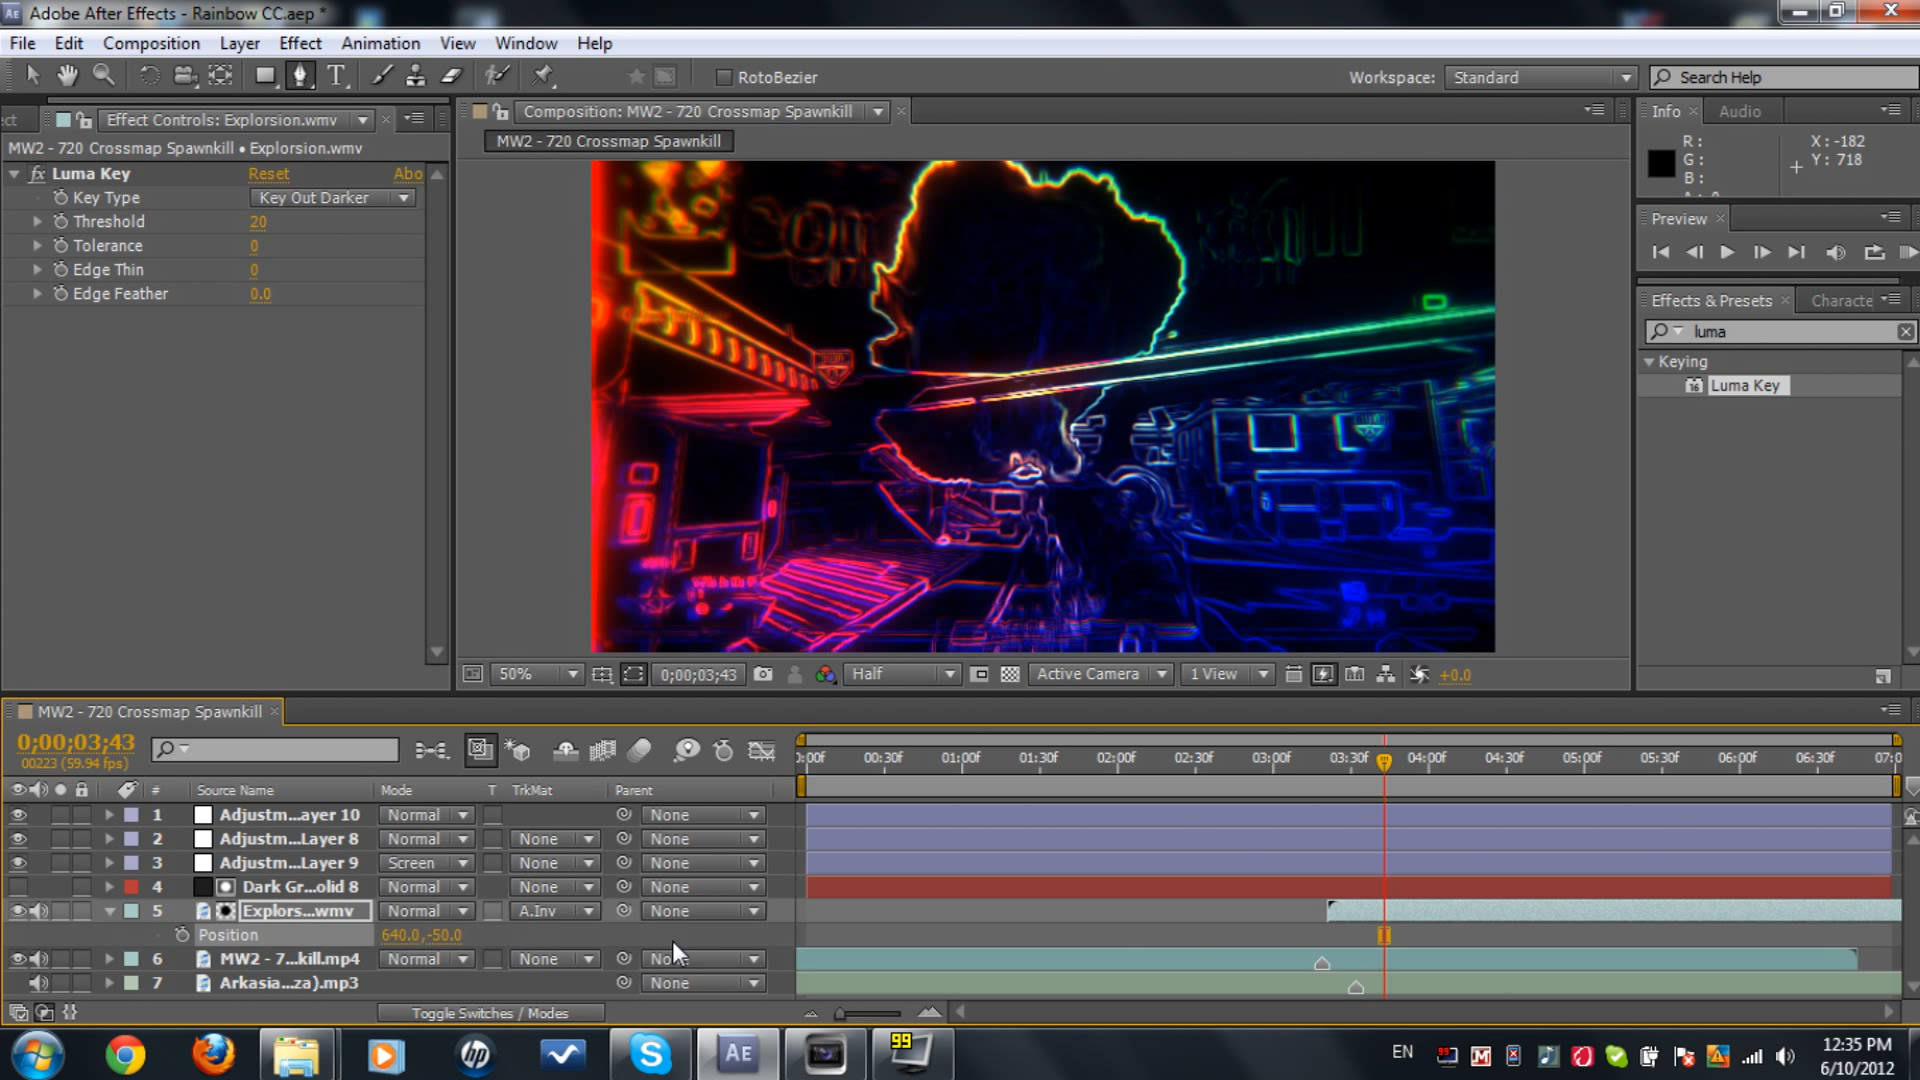 Adobe After Effects - Rainbow CC.aep *
File Edit Composition Layer Effect Animation View Window Help
T RotoBezier Workspace: Standard Search Help
ect Effect Controls: Explorsion.wmv
MW2 - 720 Crossmap Spawnkill • Explorsion.wmv
fx Luma Key Reset Abo
Key Type Key Out Darker
Threshold 20
Tolerance 0
Edge Thin 0
Edge Feather 0.0
Composition: MW2 - 720 Crossmap Spawnkill
MW2 - 720 Crossmap Spawnkill
50% 0;00;03;43 Half Active Camera 1 View +0.0
Info Audio
R: X: -182
G: Y: 718
B:
Preview
Effects & Presets Characte
luma
Keying
Luma Key
MW2 - 720 Crossmap Spawnkill
0;00;03;43
00223 (59.94 fps)
):00f 00:30f 01:00f 01:30f 02:00f 02:30f 03:00f 03:30f 04:00f 04:30f 05:00f 05:30f 06:00f 06:30f 07:0
# Source Name Mode T TrkMat Parent
1 Adjustm...ayer 10 Normal None
2 Adjustm...Layer 8 Normal None None
3 Adjustm...Layer 9 Screen None None
4 Dark Gr...olid 8 Normal None None
5 Explors...wmv Normal A.Inv None
Position 640.0,-50.0
6 MW2 - 7...kill.mp4 Normal None
7 Arkasia...za).mp3 None
Toggle Switches / Modes
hp AE 99
EN 12:35 PM
6/10/2012